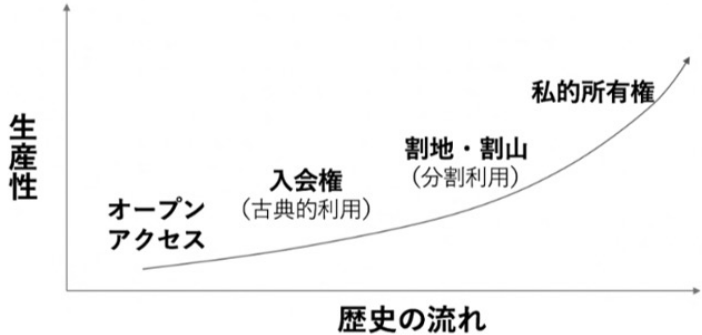 生産性
オープン
アクセス
入会権
（古典的利用）
割地・割山
（分割利用）
私的所有権
歴史の流れ